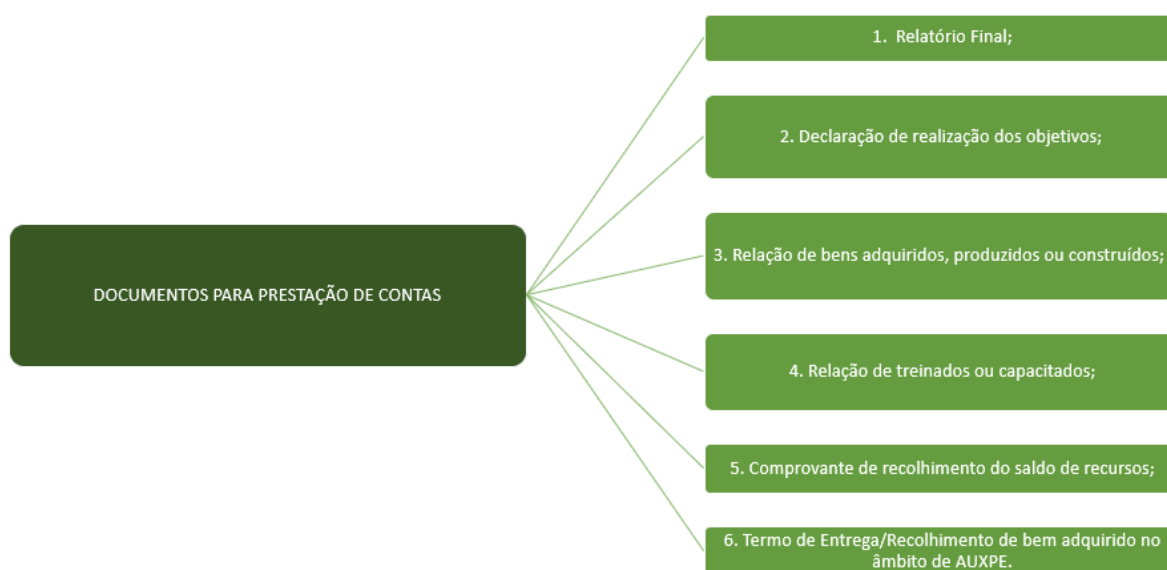 DOCUMENTOS PARA PRESTAÇÃO DE CONTAS
1. Relatório Final;
2. Declaração de realização dos objetivos;
3. Relação de bens adquiridos, produzidos ou construídos;
4. Relação de treinados ou capacitados;
5. Comprovante de recolhimento do saldo de recursos;
6. Termo de Entrega/Recolhimento de bem adquirido no
âmbito de AUXPE.